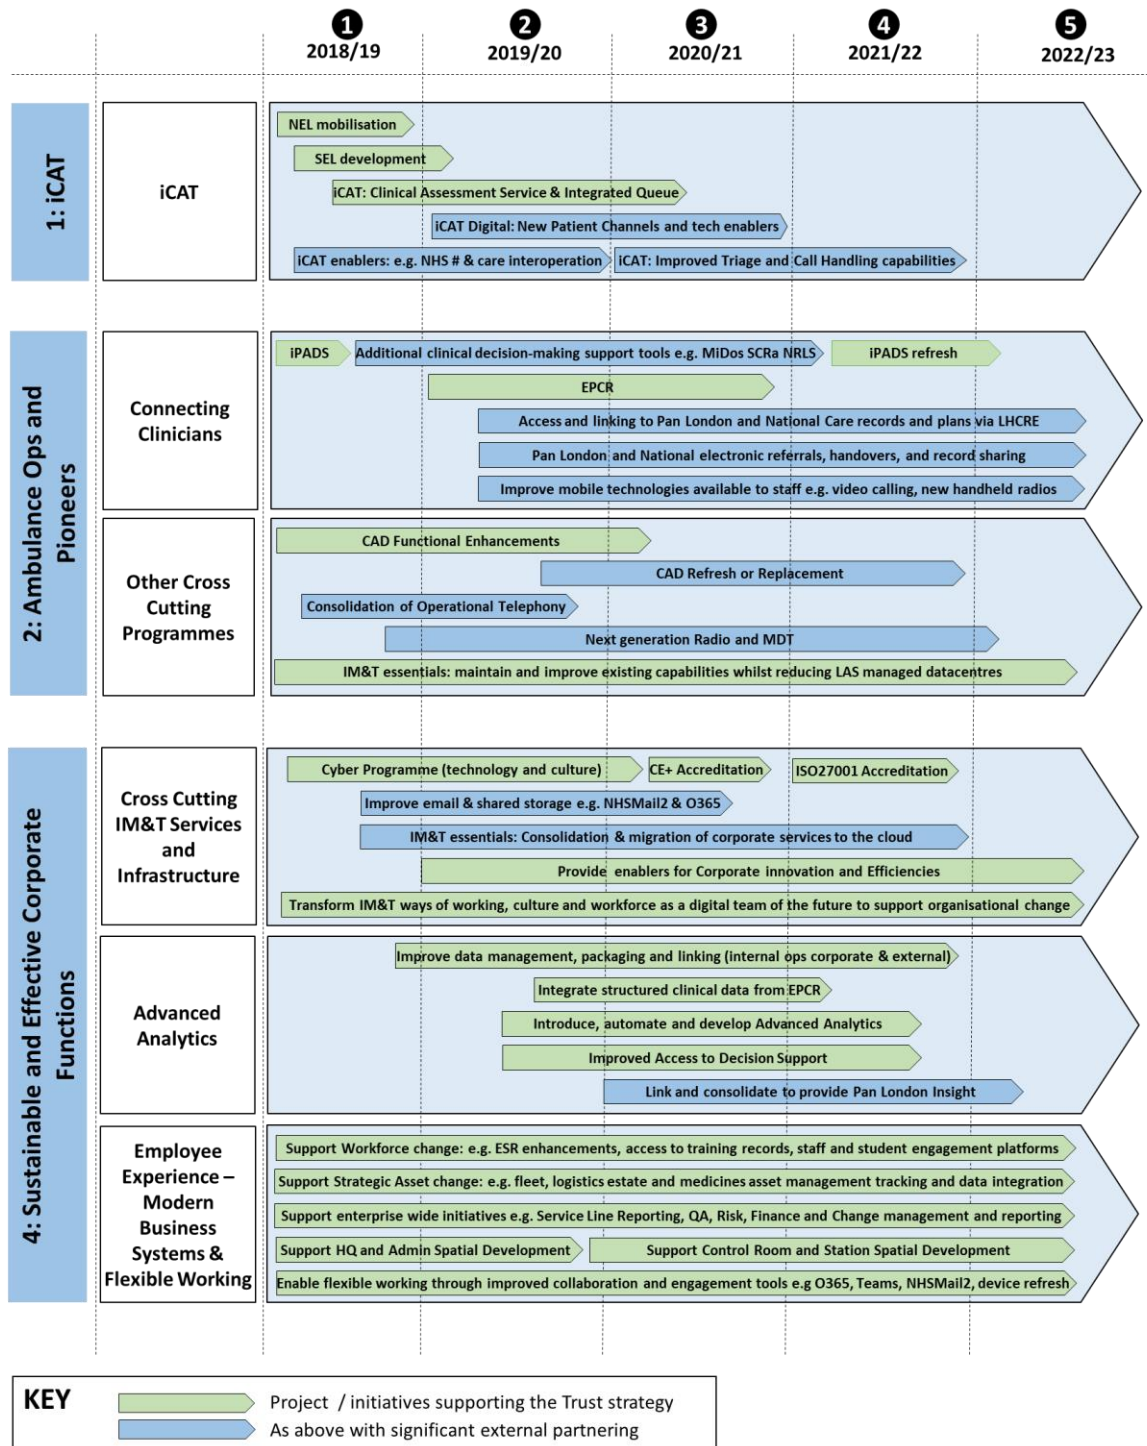 1 2 3 4 5
2018/19 2019/20 2020/21 2021/22 2022/23
1: iCAT
iCAT
NEL mobilisation
SEL development
iCAT: Clinical Assessment Service & Integrated Queue
iCAT Digital: New Patient Channels and tech enablers
iCAT enablers: e.g. NHS # & care interoperation
iCAT: Improved Triage and Call Handling capabilities
2: Ambulance Ops and
Pioneers
Connecting
Clinicians
iPADS
Additional clinical decision-making support tools e.g. MiDos SCRa NRLS
iPADS refresh
EPCR
Access and linking to Pan London and National Care records and plans via LHCRE
Pan London and National electronic referrals, handovers, and record sharing
Improve mobile technologies available to staff e.g. video calling, new handheld radios
Other Cross
Cutting
Programmes
CAD Functional Enhancements
CAD Refresh or Replacement
Consolidation of Operational Telephony
Next generation Radio and MDT
IM&T essentials: maintain and improve existing capabilities whilst reducing LAS managed datacentres
4: Sustainable and Effective Corporate
Functions
Cross Cutting
IM&T Services
and
Infrastructure
Cyber Programme (technology and culture)
CE+ Accreditation
ISO27001 Accreditation
Improve email & shared storage e.g. NHSMail2 & O365
IM&T essentials: Consolidation & migration of corporate services to the cloud
Provide enablers for Corporate innovation and Efficiencies
Transform IM&T ways of working, culture and workforce as a digital team of the future to support organisational change
Advanced
Analytics
Improve data management, packaging and linking (internal ops corporate & external)
Integrate structured clinical data from EPCR
Introduce, automate and develop Advanced Analytics
Improved Access to Decision Support
Link and consolidate to provide Pan London Insight
Employee
Experience –
Modern
Business
Systems &
Flexible Working
Support Workforce change: e.g. ESR enhancements, access to training records, staff and student engagement platforms
Support Strategic Asset change: e.g. fleet, logistics estate and medicines asset management tracking and data integration
Support enterprise wide initiatives e.g. Service Line Reporting, QA, Risk, Finance and Change management and reporting
Support HQ and Admin Spatial Development
Support Control Room and Station Spatial Development
Enable flexible working through improved collaboration and engagement tools e.g O365, Teams, NHSMail2, device refresh
KEY
Project / initiatives supporting the Trust strategy
As above with significant external partnering